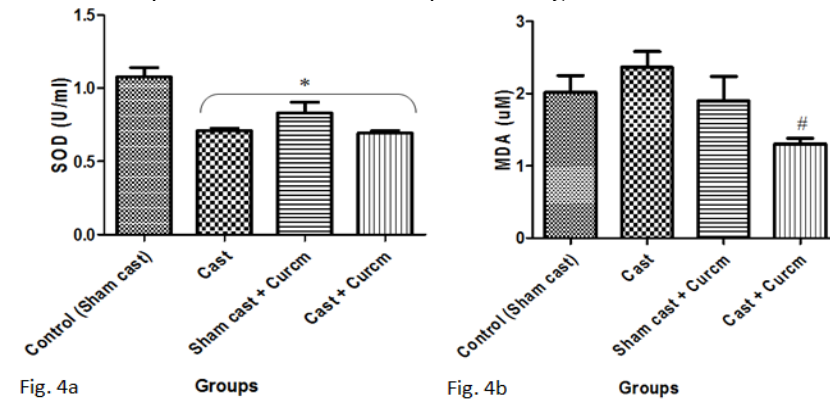 1.5
1.0
0.5
0.0
SOD (U/ml)
*
Control (Sham cast)
Cast
Sham cast + Curcm
Cast + Curcm
Fig. 4a
Groups
3
2
1
0
MDA (uM)
#
Control (Sham cast)
Cast
Sham cast + Curcm
Cast + Curcm
Fig. 4b
Groups